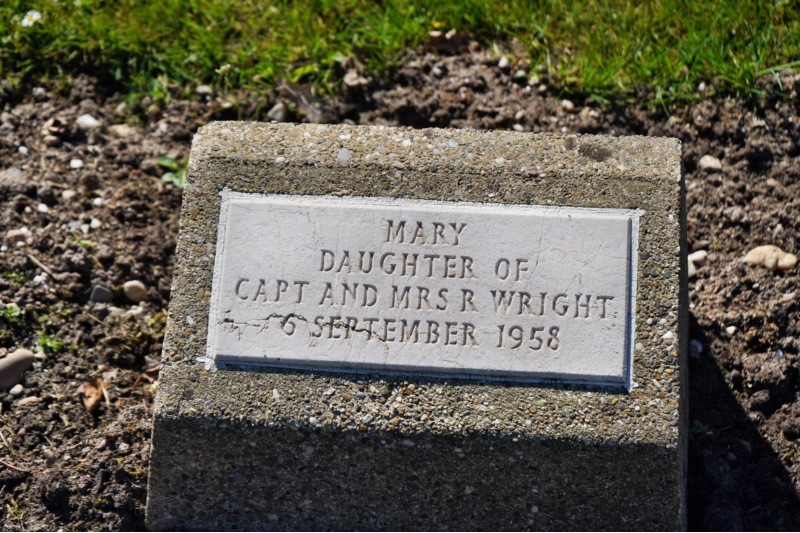 MARY
DAUGHTER OF
CAPT AND MRS R WRIGHT
6 SEPTEMBER 1958